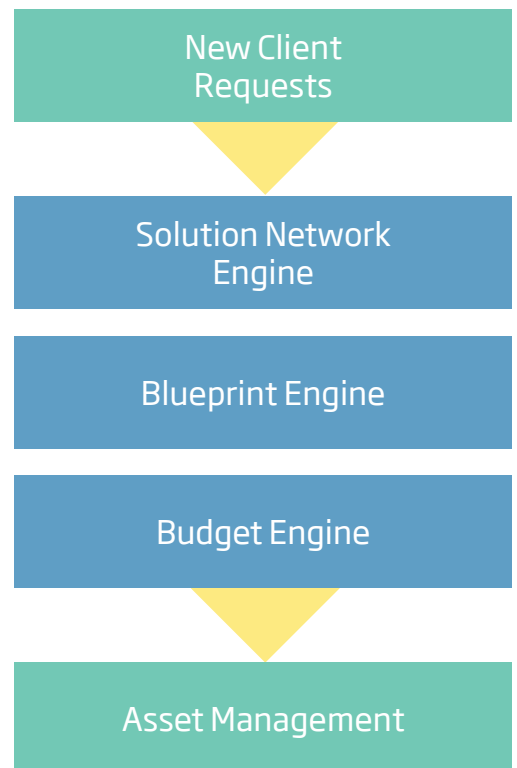 New Client
Requests
Solution Network
Engine
Blueprint Engine
Budget Engine
Asset Management